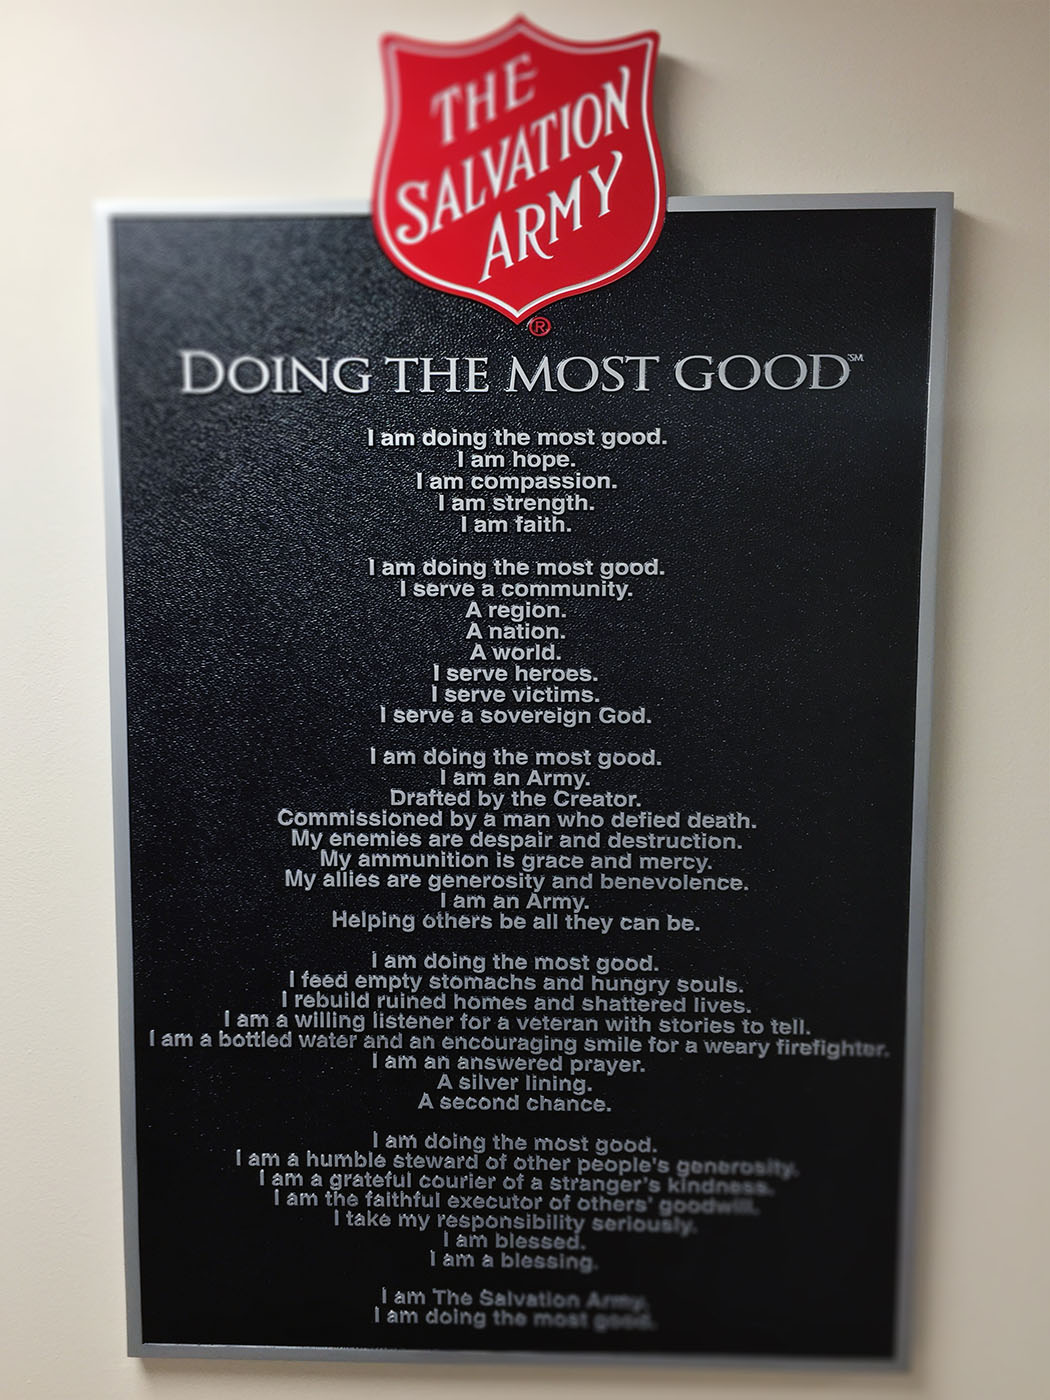 THE
SALVATION
ARMY
®
DOING THE MOST GOOD℠
I am doing the most good.
I am hope.
I am compassion.
I am strength.
I am faith.
I am doing the most good.
I serve a community.
A region.
A nation.
A world.
I serve heroes.
I serve victims.
I serve a sovereign God.
I am doing the most good.
I am an Army.
Drafted by the Creator.
Commissioned by a man who defied death.
My enemies are despair and destruction.
My ammunition is grace and mercy.
My allies are generosity and benevolence.
I am an Army.
Helping others be all they can be.
I am doing the most good.
I feed empty stomachs and hungry souls.
I rebuild ruined homes and shattered lives.
I am a willing listener for a veteran with stories to tell.
I am a bottled water and an encouraging smile for a weary firefighter.
I am an answered prayer.
A silver lining.
A second chance.
I am doing the most good.
I am a humble steward of other people's generosity.
I am a grateful courier of a stranger's kindness.
I am the faithful executor of others' goodwill.
I take my responsibility seriously.
I am blessed.
I am a blessing.
I am The Salvation Army.
I am doing the most good.